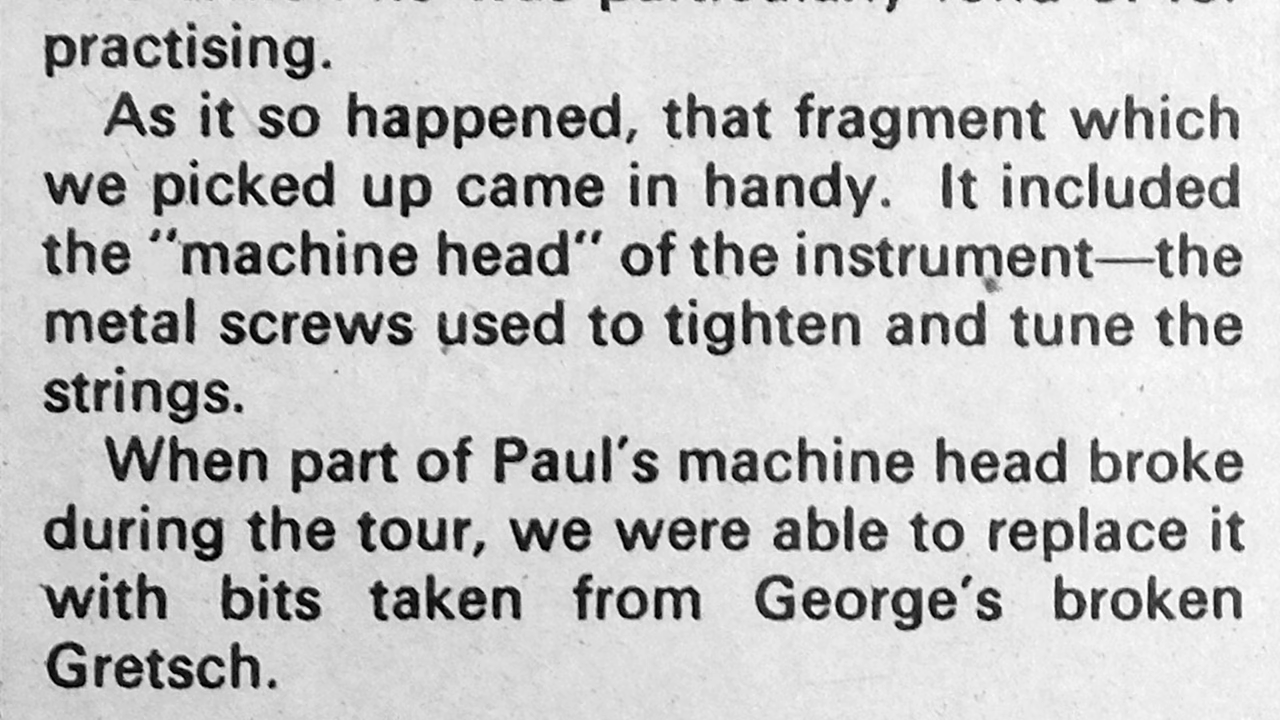 practising.
As it so happened, that fragment which
we picked up came in handy. It included
the "machine head" of the instrument—the
metal screws used to tighten and tune the
strings.
When part of Paul's machine head broke
during the tour, we were able to replace it
with bits taken from George's broken
Gretsch.